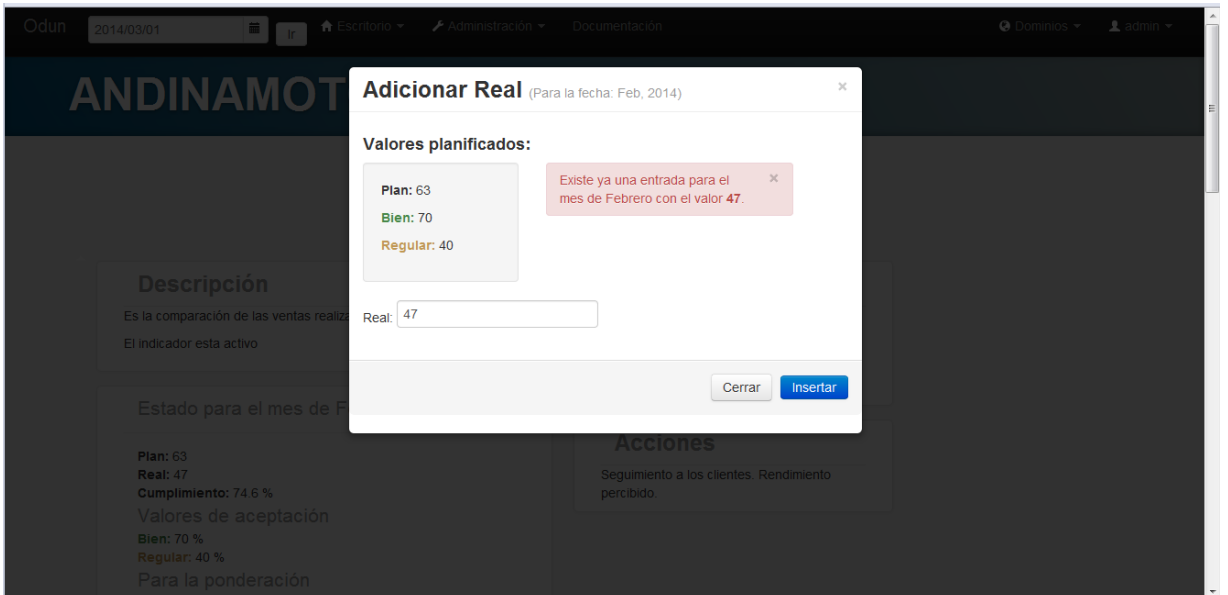 Odun 2014/03/01 Ir Escritorio Administración Documentación Dominios admin
ANDINAMOT
Adicionar Real (Para la fecha: Feb, 2014) ×
Valores planificados:
Plan: 63
Bien: 70
Regular: 40
Existe ya una entrada para el ×
mes de Febrero con el valor 47.
Real: 47
Cerrar Insertar
Descripción
Es la comparación de las ventas realiza
El indicador esta activo
Estado para el mes de F
Plan: 63
Real: 47
Cumplimiento: 74.6 %
Valores de aceptación
Bien: 70 %
Regular: 40 %
Para la ponderación
Acciones
Seguimiento a los clientes. Rendimiento
percibido.